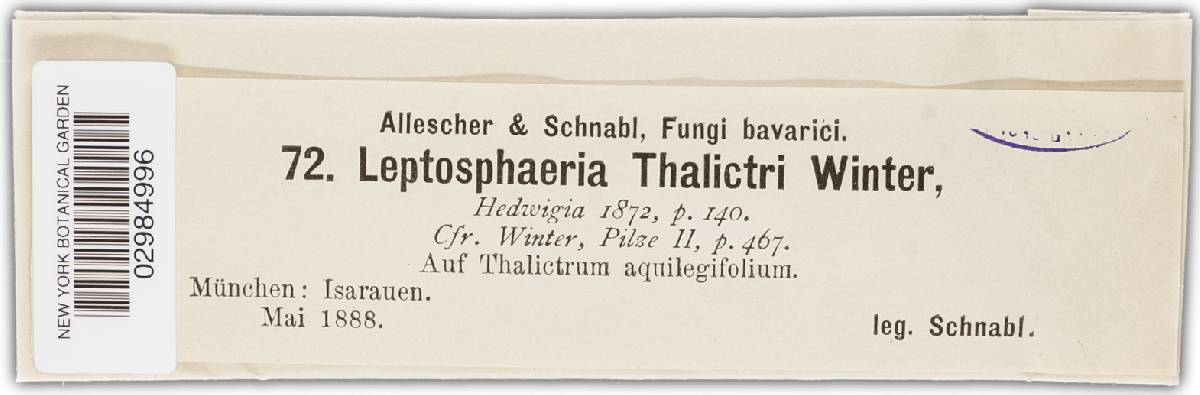 NEW YORK BOTANICAL GARDEN
02984996
Allescher & Schnabl, Fungi bavarici.
72. Leptosphaeria Thalictri Winter,
Hedwigia 1872, p. 140.
Cfr. Winter, Pilze II, p. 467.
Auf Thalictrum aquilegifolium.
München: Isarauen.
Mai 1888.
leg. Schnabl.